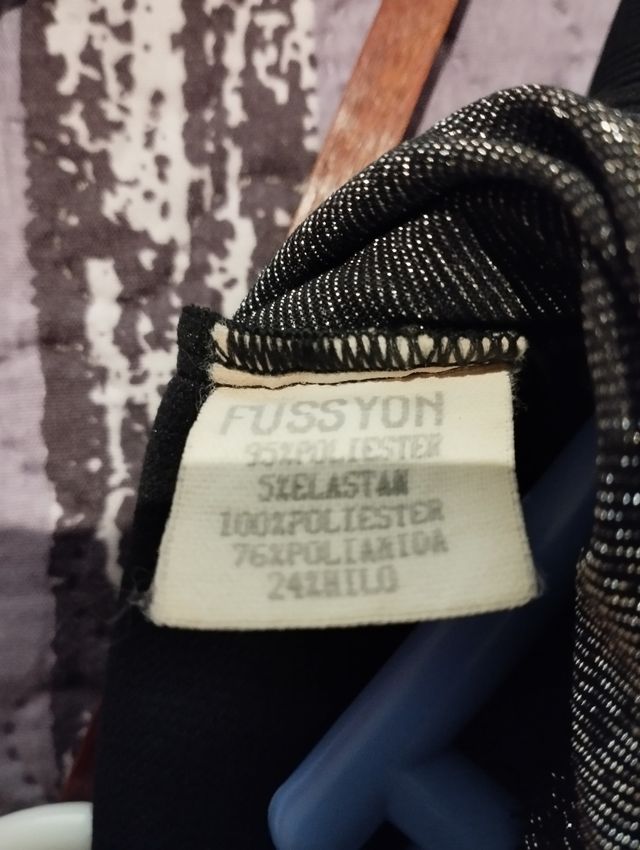 FUSSYON
95%POLIESTER
5%ELASTAN
100%POLIESTER
76%POLIAMIDA
24%HILO